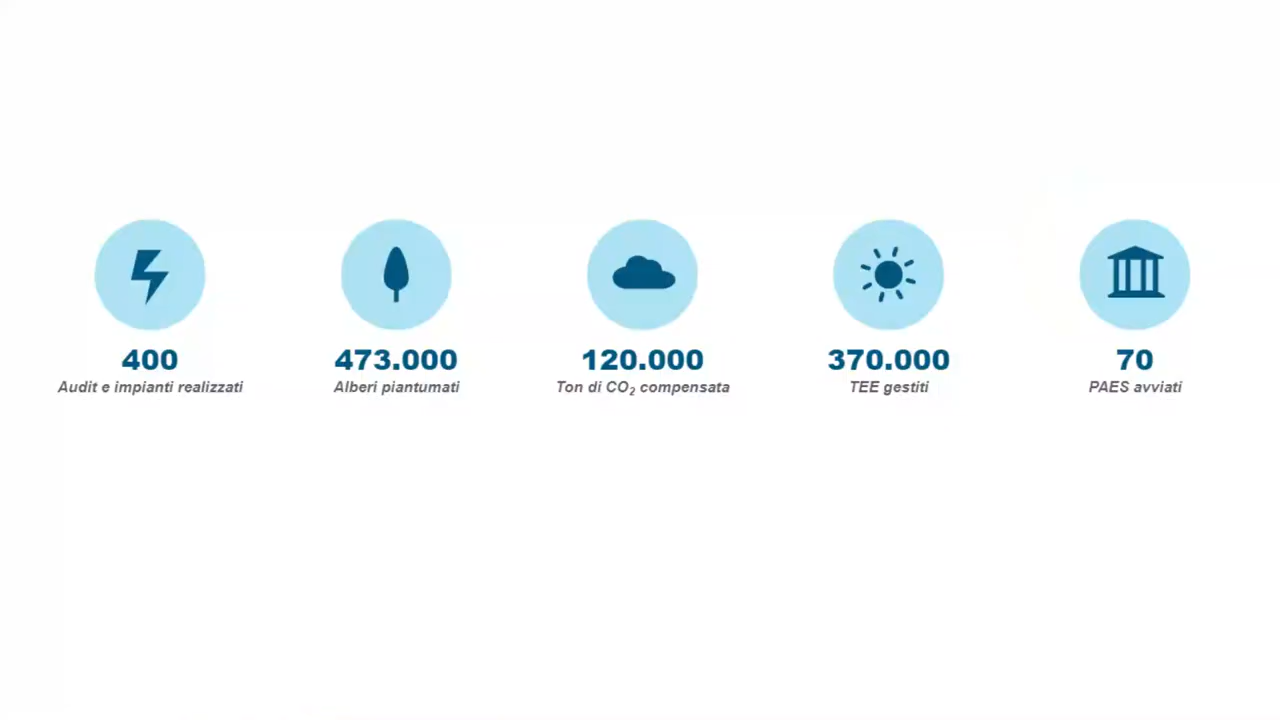 400
Audit e impianti realizzati
473.000
Alberi piantumati
120.000
Ton di CO₂ compensata
370.000
TEE gestiti
70
PAES avviati